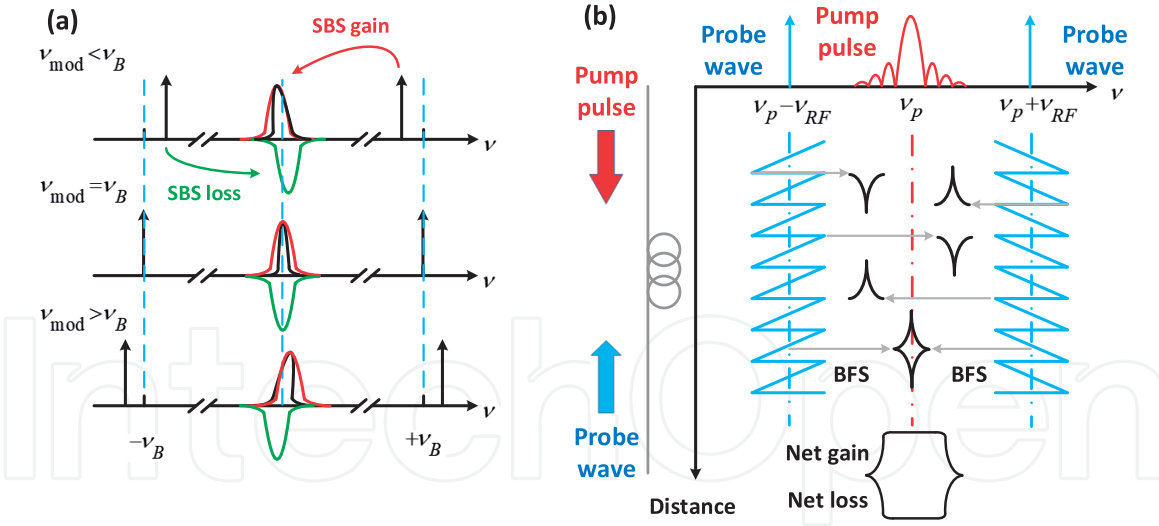 (a)
SBS gain
ν_mod < ν_B
ν
SBS loss
ν_mod = ν_B
ν
ν_mod > ν_B
ν
−ν_B
+ν_B
(b)
Probe
wave
Pump
pulse
Probe
wave
Pump
pulse
ν
ν_p−ν_RF
ν_p
ν_p+ν_RF
BFS
BFS
Probe
wave
Net gain
Net loss
Distance
IntechOpen